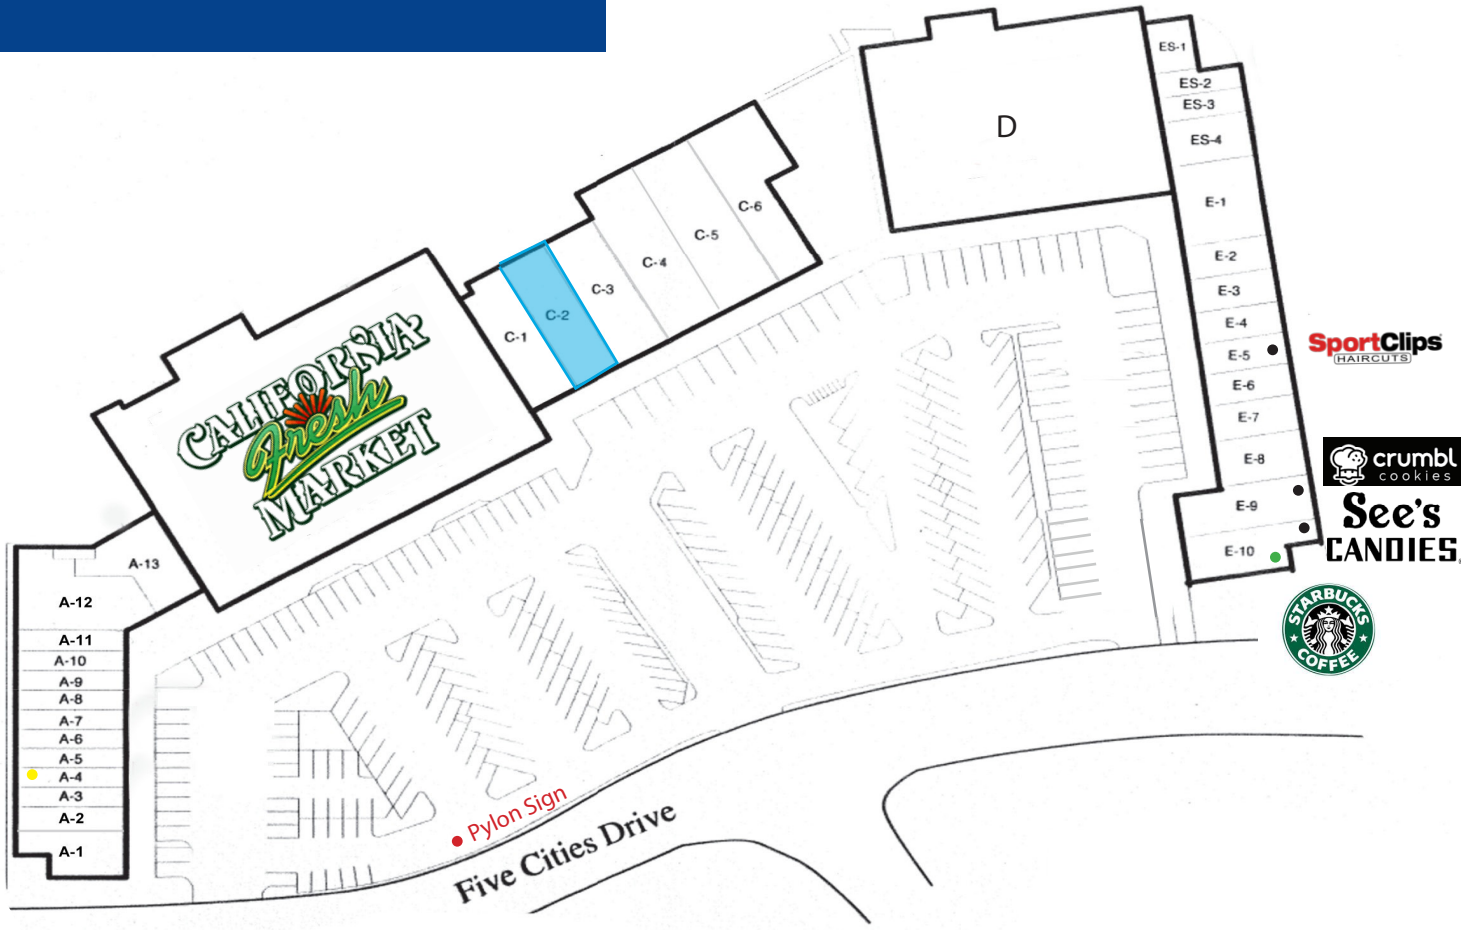 ES-1
ES-2
ES-3
ES-4
D
E-1
E-2
E-3
E-4
E-5
E-6
E-7
E-8
E-9
E-10
SportClips
HAIRCUTS
crumbl
cookies
See's
CANDIES
STARBUCKS
COFFEE
C-6
C-5
C-4
C-3
C-2
C-1
CALIFORNIA
Fresh
MARKET
A-13
A-12
A-11
A-10
A-9
A-8
A-7
A-6
A-5
A-4
A-3
A-2
A-1
Pylon Sign
Five Cities Drive